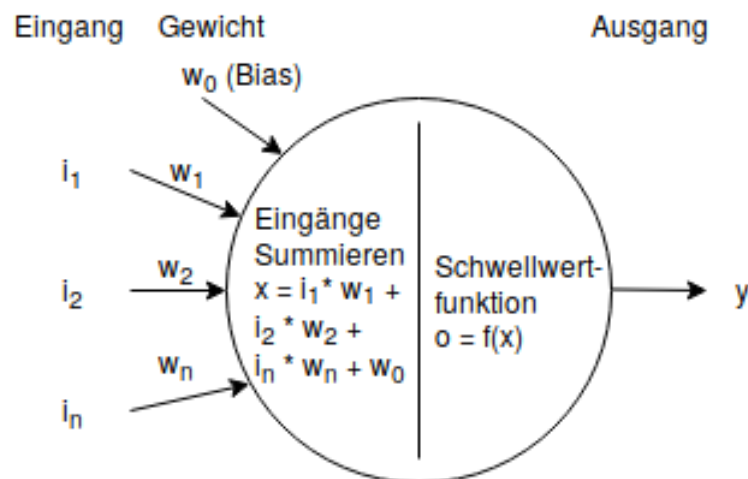 Eingang Gewicht Ausgang
w₀ (Bias)
i₁
w₁
i₂
w₂
iₙ
wₙ
Eingänge
Summieren
x = i₁* w₁ +
i₂ * w₂ +
iₙ * wₙ + w₀
Schwellwert-
funktion
o = f(x)
y